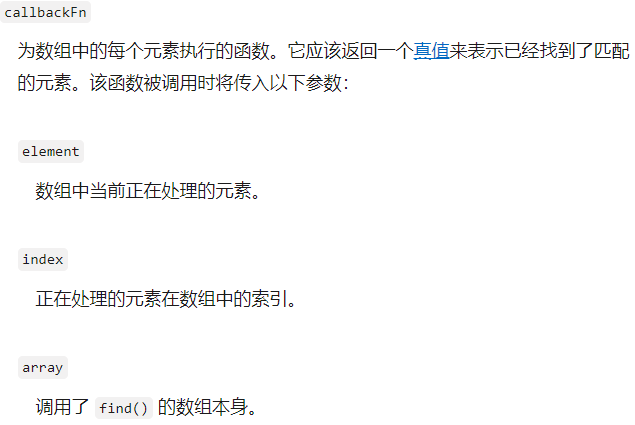 callbackFn
为数组中的每个元素执行的函数。它应该返回一个真值来表示已经找到了匹配
的元素。该函数被调用时将传入以下参数：
element
数组中当前正在处理的元素。
index
正在处理的元素在数组中的索引。
array
调用了 find() 的数组本身。